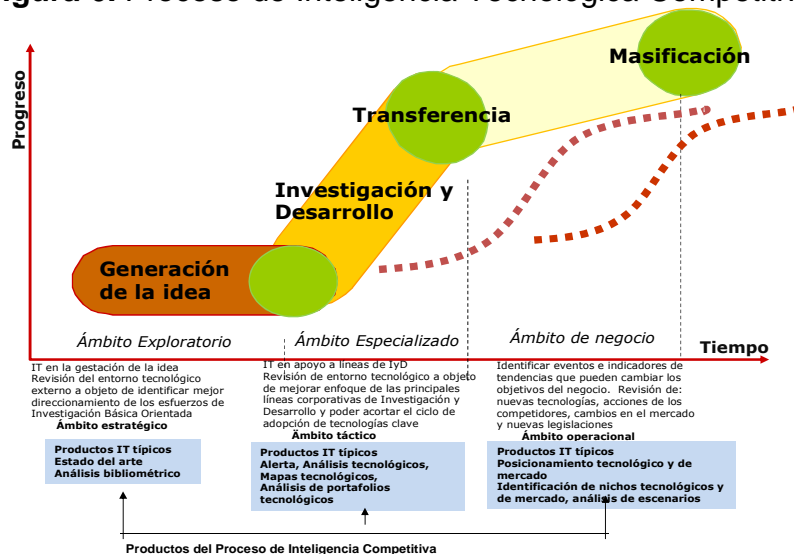 Proceso de Inteligencia Tecnológica Competitiv
Progreso
Masificación
Transferencia
Investigación y
Desarrollo
Generación
de la idea
Ámbito Exploratorio
Ámbito Especializado
Ámbito de negocio
Tiempo
IT en la gestación de la idea
Revisión del entorno tecnológico
externo a objeto de identificar mejor
direccionamiento de los esfuerzos de
Investigación Básica Orientada
Ámbito estratégico
IT en apoyo a líneas de IyD
Revisión de entorno tecnológico a objeto
de mejorar enfoque de las principales
líneas corporativas de Investigación y
Desarrollo y poder acortar el ciclo de
adopción de tecnologías clave
Ámbito táctico
Identificar eventos e indicadores de
tendencias que pueden cambiar los
objetivos del negocio. Revisión de:
nuevas tecnologías, acciones de los
competidores, cambios en el mercado
y nuevas legislaciones
Ámbito operacional
Productos IT típicos
Estado del arte
Análisis bibliométrico
Productos IT típicos
Alerta, Análisis tecnológicos,
Mapas tecnológicos,
Análisis de portafolios
tecnológicos
Productos IT típicos
Posicionamiento tecnológico y de
mercado
Identificación de nichos tecnológicos y
de mercado, análisis de escenarios
Productos del Proceso de Inteligencia Competitiva